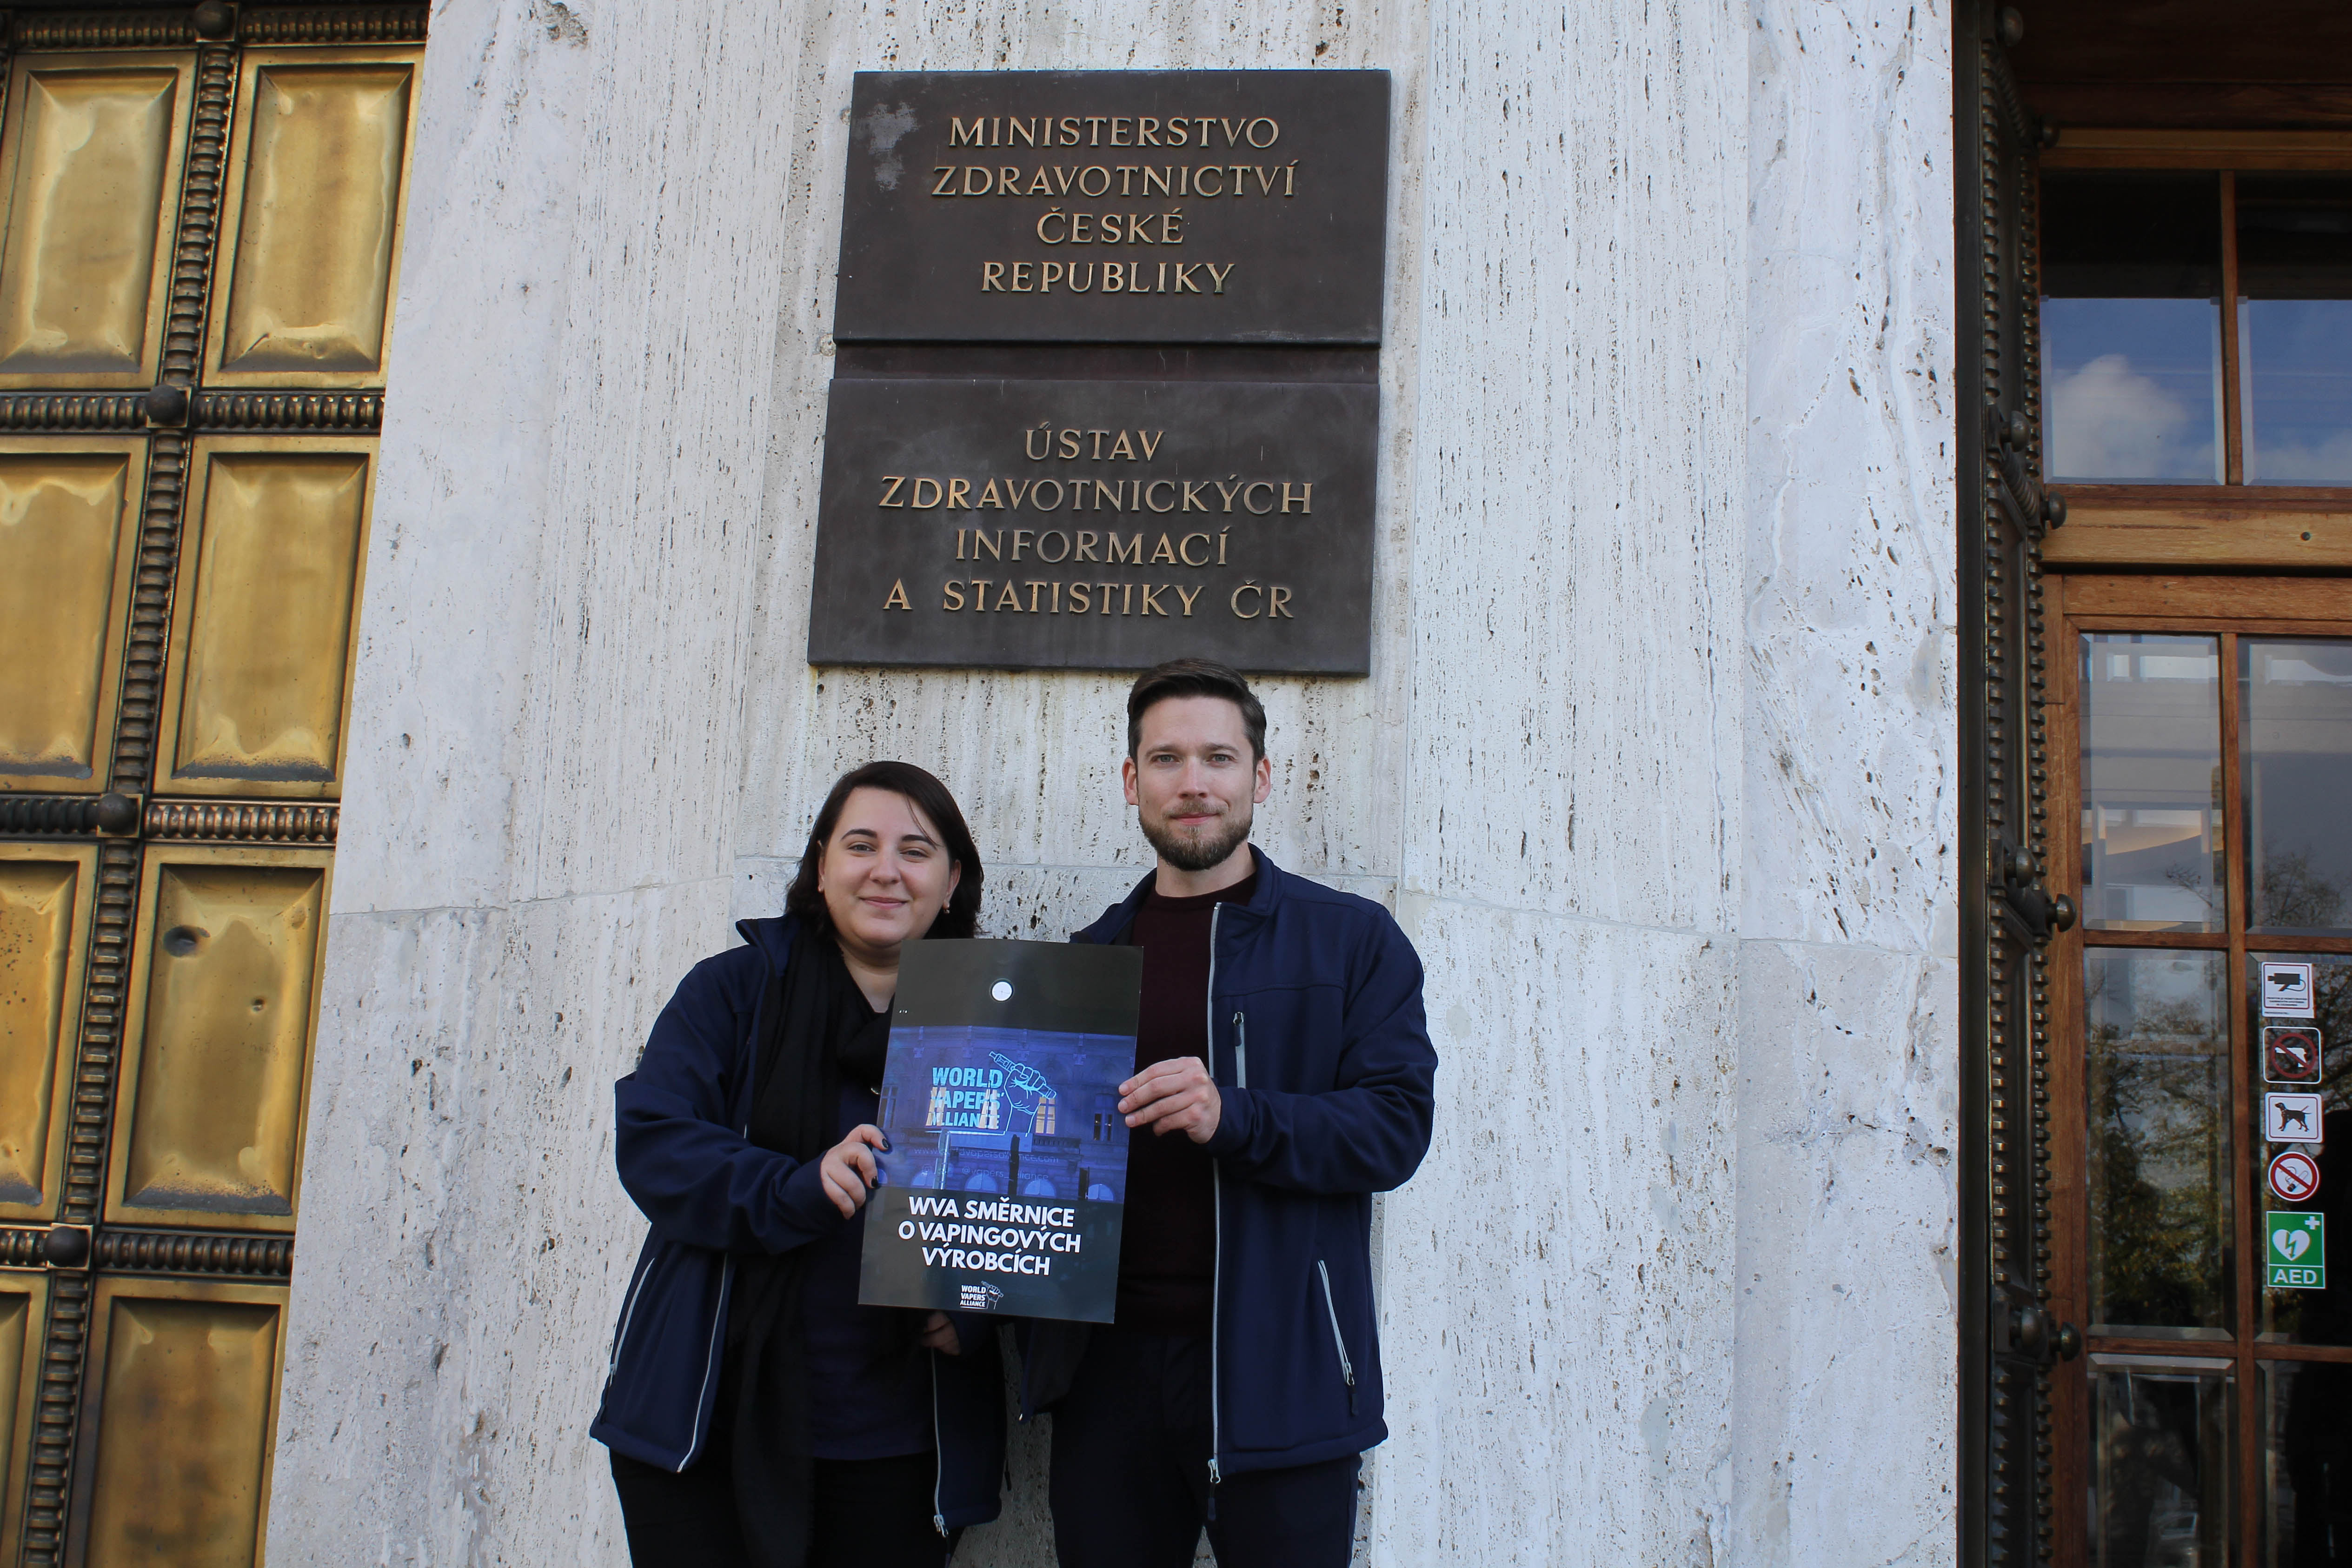 MINISTERSTVO
ZDRAVOTNICTVÍ
ČESKÉ
REPUBLIKY
ÚSTAV
ZDRAVOTNICKÝCH
INFORMACÍ
A STATISTIKY ČR
WORLD
VAPERS'
ALLIANCE
WVA SMĚRNICE
O VAPINGOVÝCH
VÝROBCÍCH
WORLD
VAPERS'
ALLIANCE
AED